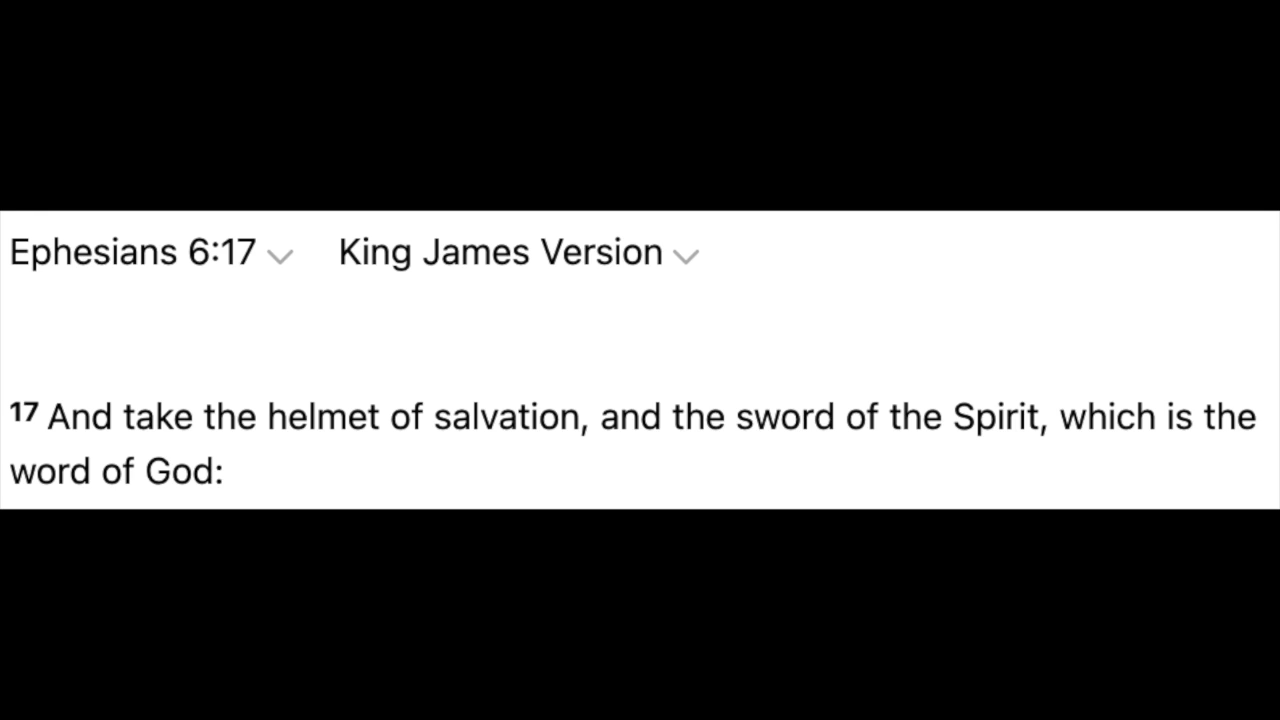 Ephesians 6:17 King James Version
17 And take the helmet of salvation, and the sword of the Spirit, which is the
word of God: